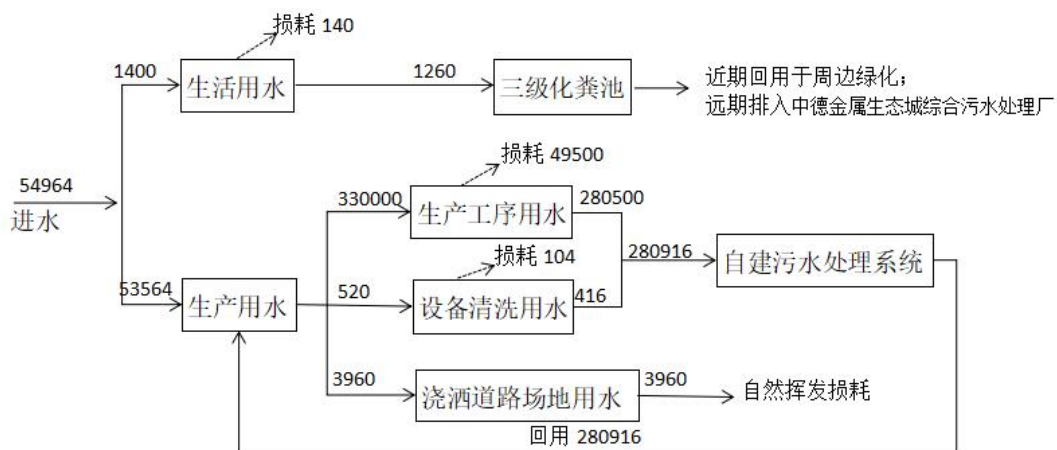 损耗 140
1400
生活用水
1260
三级化粪池
近期回用于周边绿化;
远期排入中德金属生态城综合污水处理厂
54964
进水
损耗 49500
330000
生产工序用水
280500
损耗 104
280916
自建污水处理系统
53564
生产用水
520
设备清洗用水
416
3960
浇洒道路场地用水
3960
自然挥发损耗
回用 280916